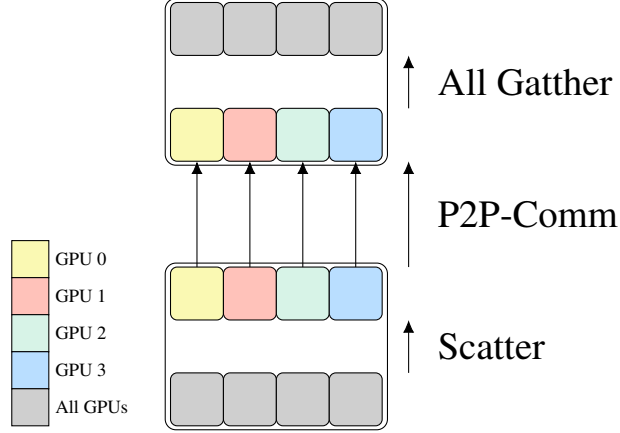 All Gatther
P2P-Comm
Scatter
GPU 0
GPU 1
GPU 2
GPU 3
All GPUs